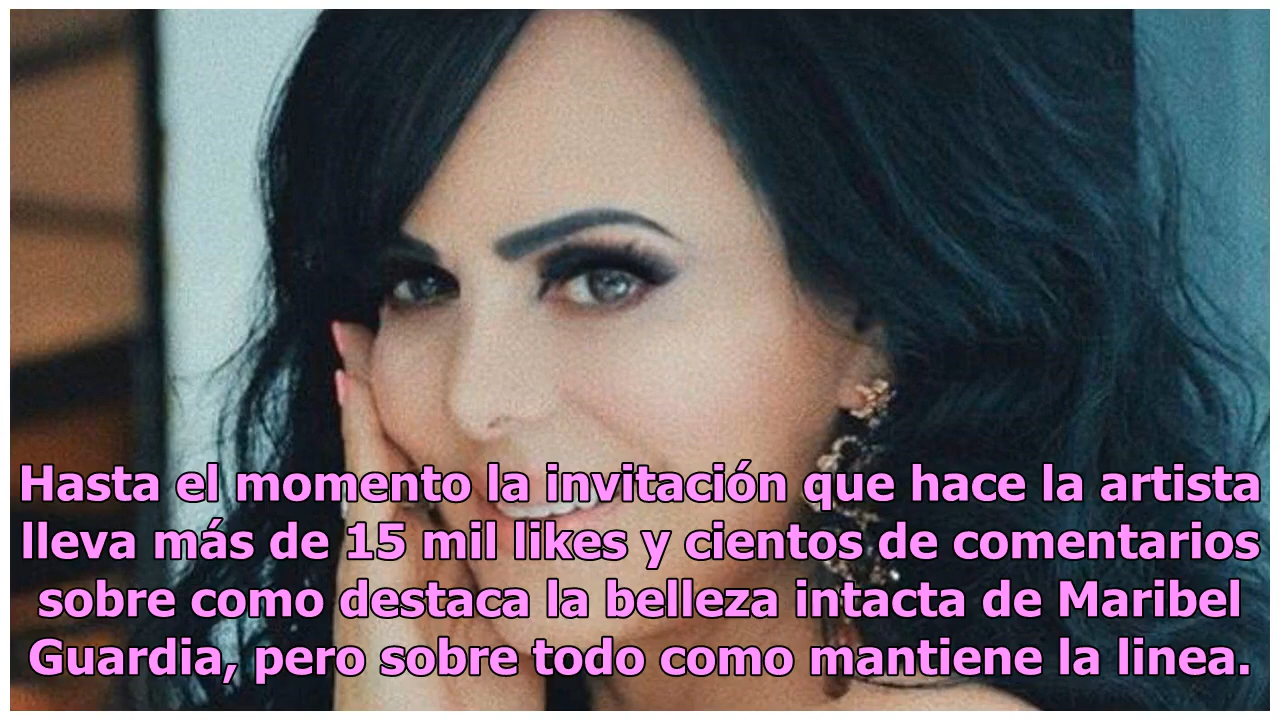 Hasta el momento la invitación que hace la artista
lleva más de 15 mil likes y cientos de comentarios
sobre como destaca la belleza intacta de Maribel
Guardia, pero sobre todo como mantiene la linea.